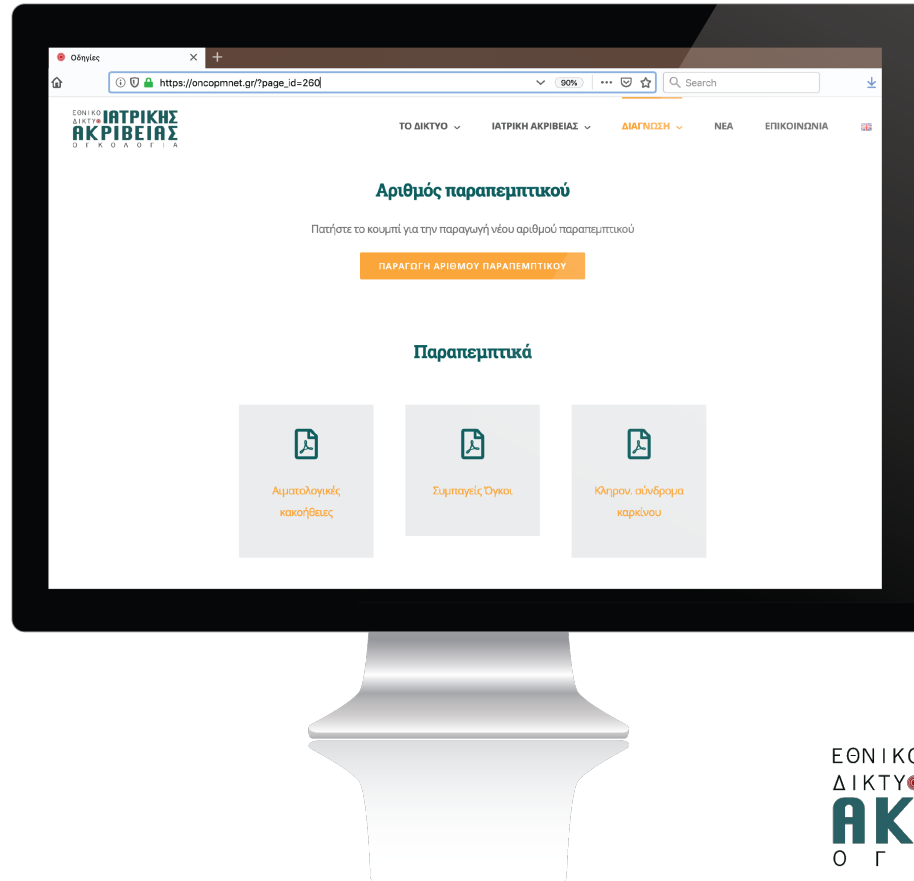 Οδηγίες
https://oncopmnet.gr/?page_id=260
90%
Search
ΕΘΝΙΚΟ
ΔΙΚΤΥΟ ΙΑΤΡΙΚΗΣ
ΑΚΡΙΒΕΙΑΣ
ΟΓΚΟΛΟΓΙΑ
ΤΟ ΔΙΚΤΥΟ
ΙΑΤΡΙΚΗ ΑΚΡΙΒΕΙΑΣ
ΔΙΑΓΝΩΣΗ
ΝΕΑ
ΕΠΙΚΟΙΝΩΝΙΑ
Αριθμός παραπεμπτικού
Πατήστε το κουμπί για την παραγωγή νέου αριθμού παραπεμπτικού
ΠΑΡΑΓΩΓΗ ΑΡΙΘΜΟΥ ΠΑΡΑΠΕΜΠΤΙΚΟΥ
Παραπεμπτικά
Αιματολογικές
κακοήθειες
Συμπαγείς Όγκοι
Κληρον. σύνδρομα
καρκίνου
ΕΘΝΙΚΟ
ΔΙΚΤΥΟ
ΑΚ
ΟΓ